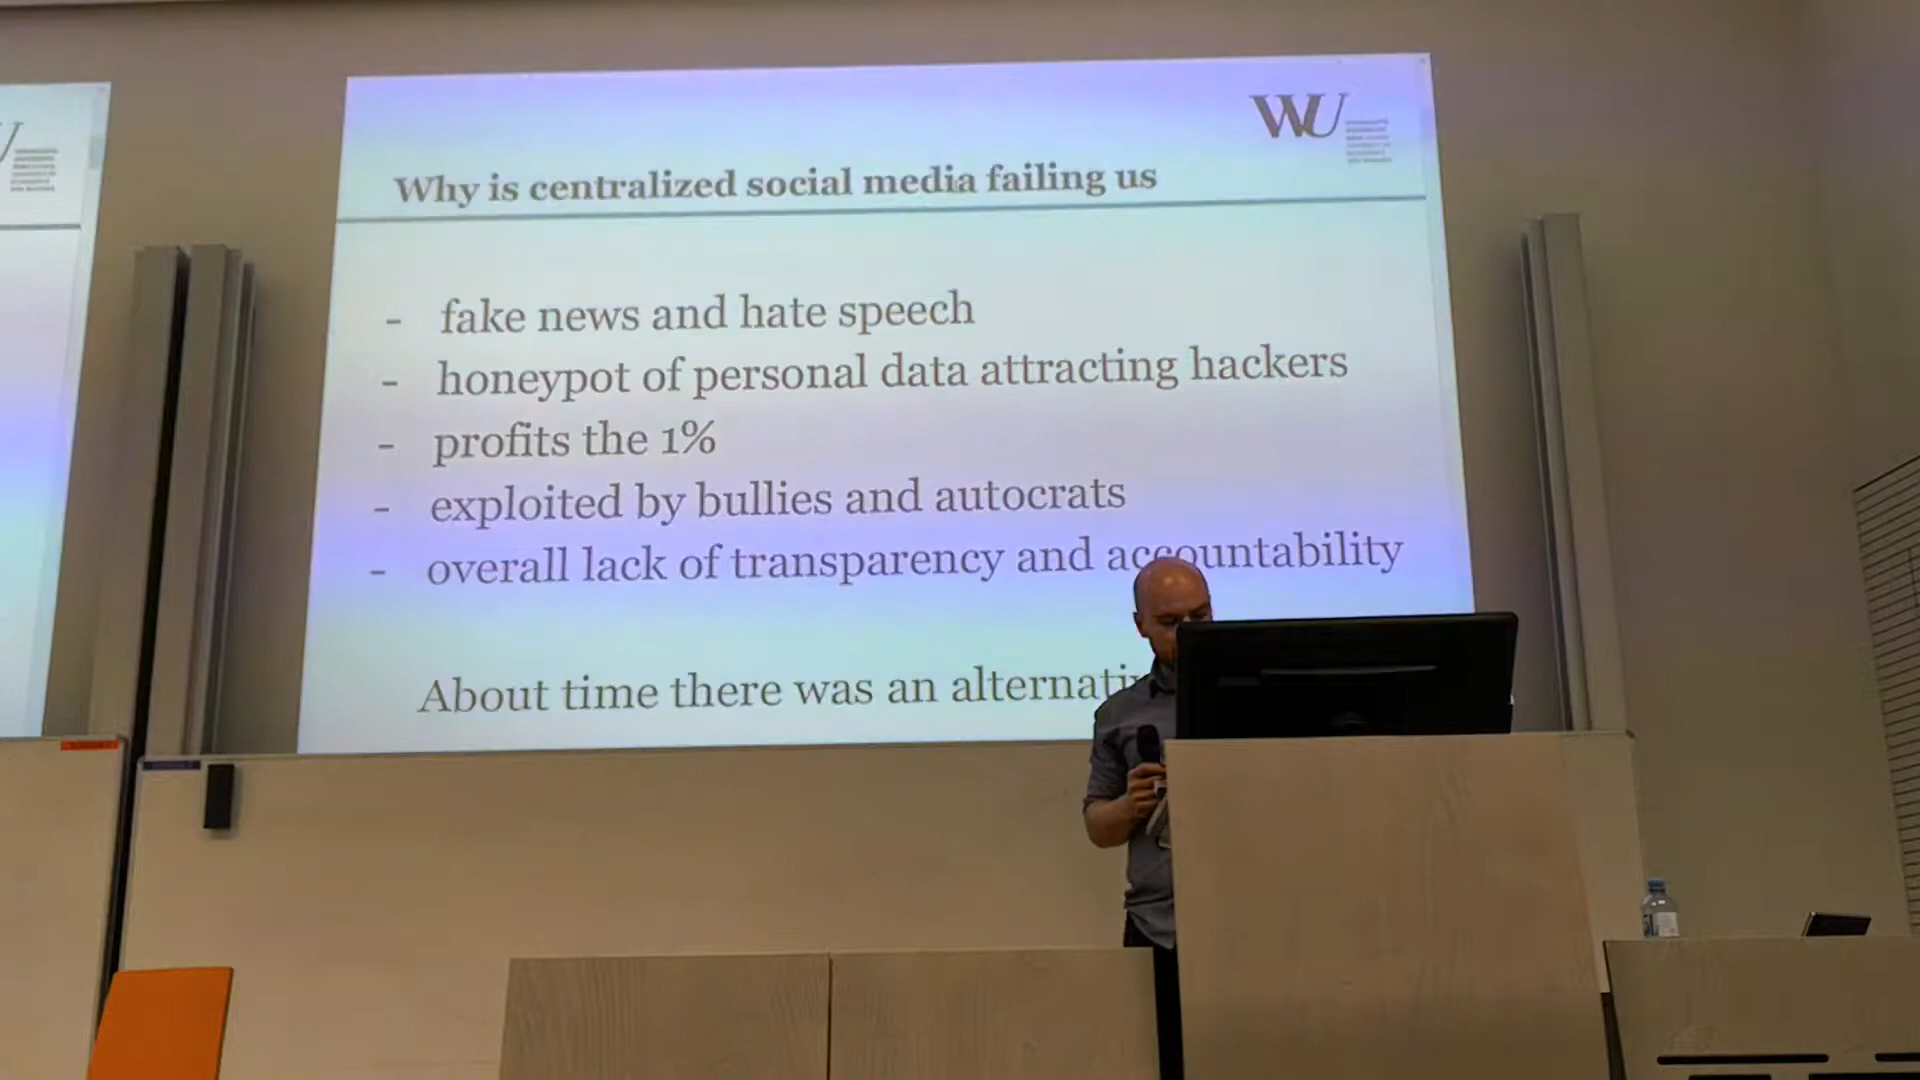 WU
Why is centralized social media failing us
- fake news and hate speech
- honeypot of personal data attracting hackers
- profits the 1%
- exploited by bullies and autocrats
- overall lack of transparency and accountability
About time there was an